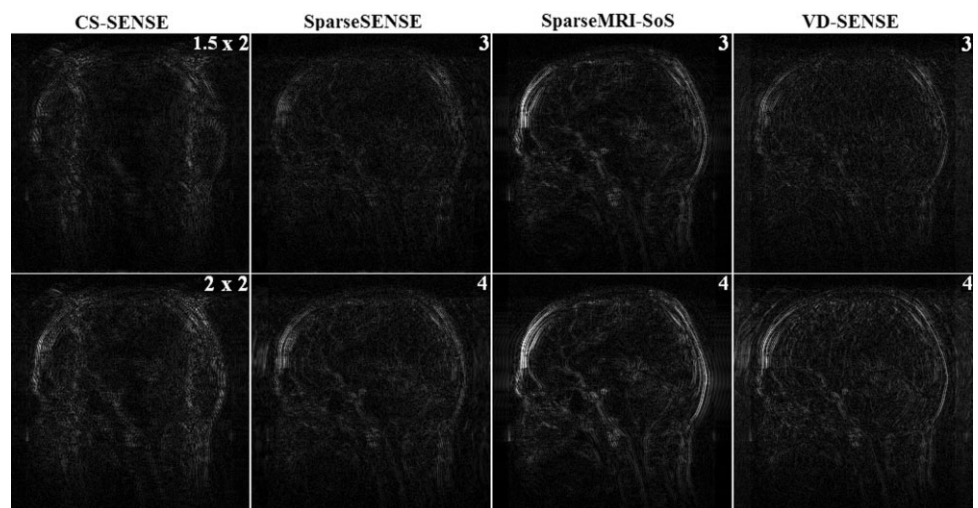 CS-SENSE SparseSENSE SparseMRI-SoS VD-SENSE
1.5 x 2 3 3 3
2 x 2 4 4 4